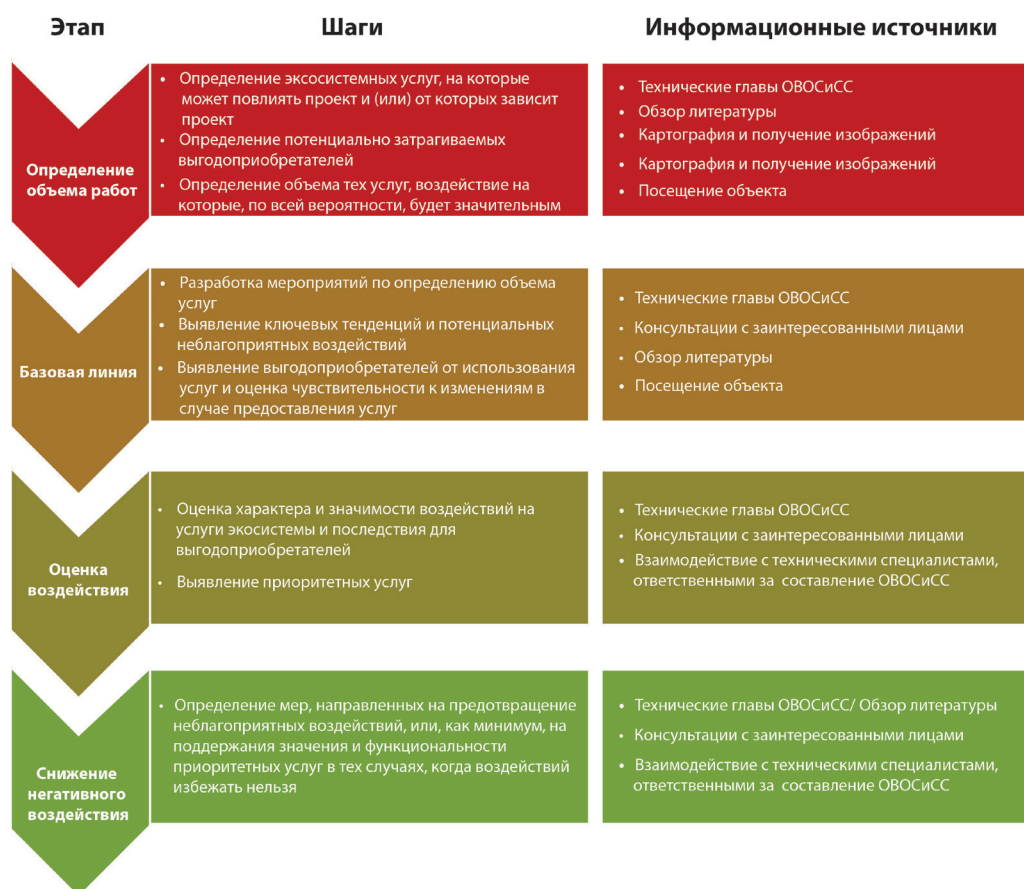 Этап
Шаги
Информационные источники
Определение
объема работ
• Определение эксосистемных услуг, на которые
может повлиять проект и (или) от которых зависит
проект
• Определение потенциально затрагиваемых
выгодоприобретателей
• Определение объема тех услуг, воздействие на
которые, по всей вероятности, будет значительным
• Технические главы ОВОСиСС
• Обзор литературы
• Картография и получение изображений
• Картография и получение изображений
• Посещение объекта
Базовая линия
• Разработка мероприятий по определению объема
услуг
• Выявление ключевых тенденций и потенциальных
неблагоприятных воздействий
• Выявление выгодоприобретателей от использования
услуг и оценка чувствительности к изменениям в
случае предоставления услуг
• Технические главы ОВОСиСС
• Консультации с заинтересованными лицами
• Обзор литературы
• Посещение объекта
Оценка
воздействия
• Оценка характера и значимости воздействий на
услуги экосистемы и последствия для
выгодоприобретателей
• Выявление приоритетных услуг
• Технические главы ОВОСиСС
• Консультации с заинтересованными лицами
• Взаимодействие с техническими специалистами,
ответственными за составление ОВОСиСС
Снижение
негативного
воздействия
• Определение мер, направленных на предотвращение
неблагоприятных воздействий, или, как минимум, на
поддержания значения и функциональности
приоритетных услуг в тех случаях, когда воздействий
избежать нельзя
• Технические главы ОВОСиСС/ Обзор литературы
• Консультации с заинтересованными лицами
• Взаимодействие с техническими специалистами,
ответственными за составление ОВОСиСС